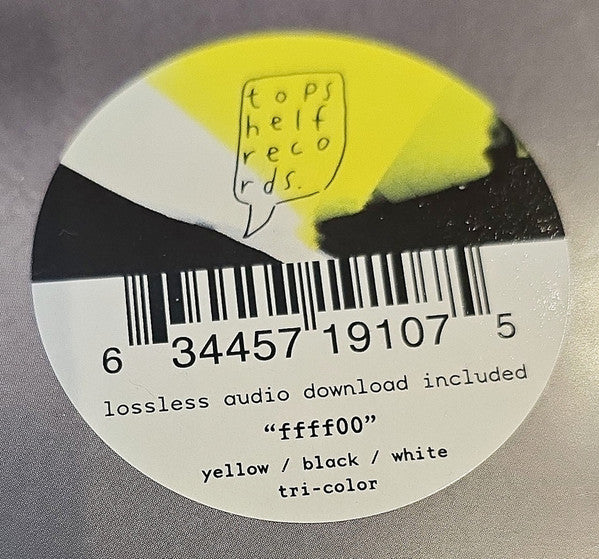 tops
helf
reco
rds.
6 34457 19107 5
lossless audio download included
“ffff00”
yellow / black / white
tri-color